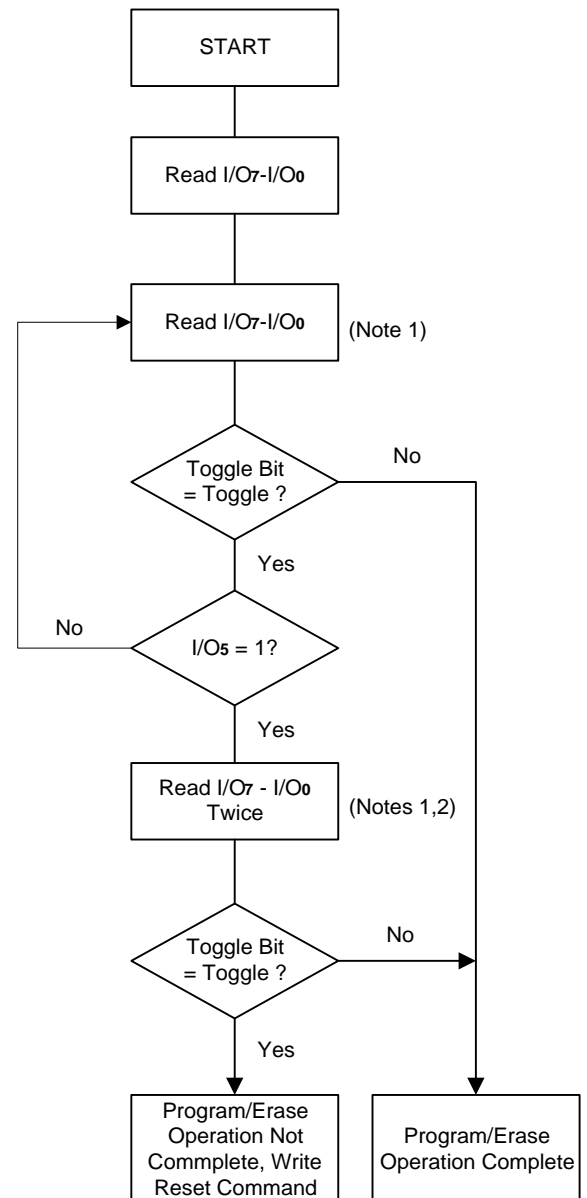 START
Read I/O7-I/O0
Read I/O7-I/O0
(Note 1)
Toggle Bit
= Toggle ?
No
Yes
I/O5 = 1?
No
Yes
Read I/O7 - I/O0
Twice
(Notes 1,2)
Toggle Bit
= Toggle ?
No
Yes
Program/Erase
Operation Not
Commplete, Write
Reset Command
Program/Erase
Operation Complete